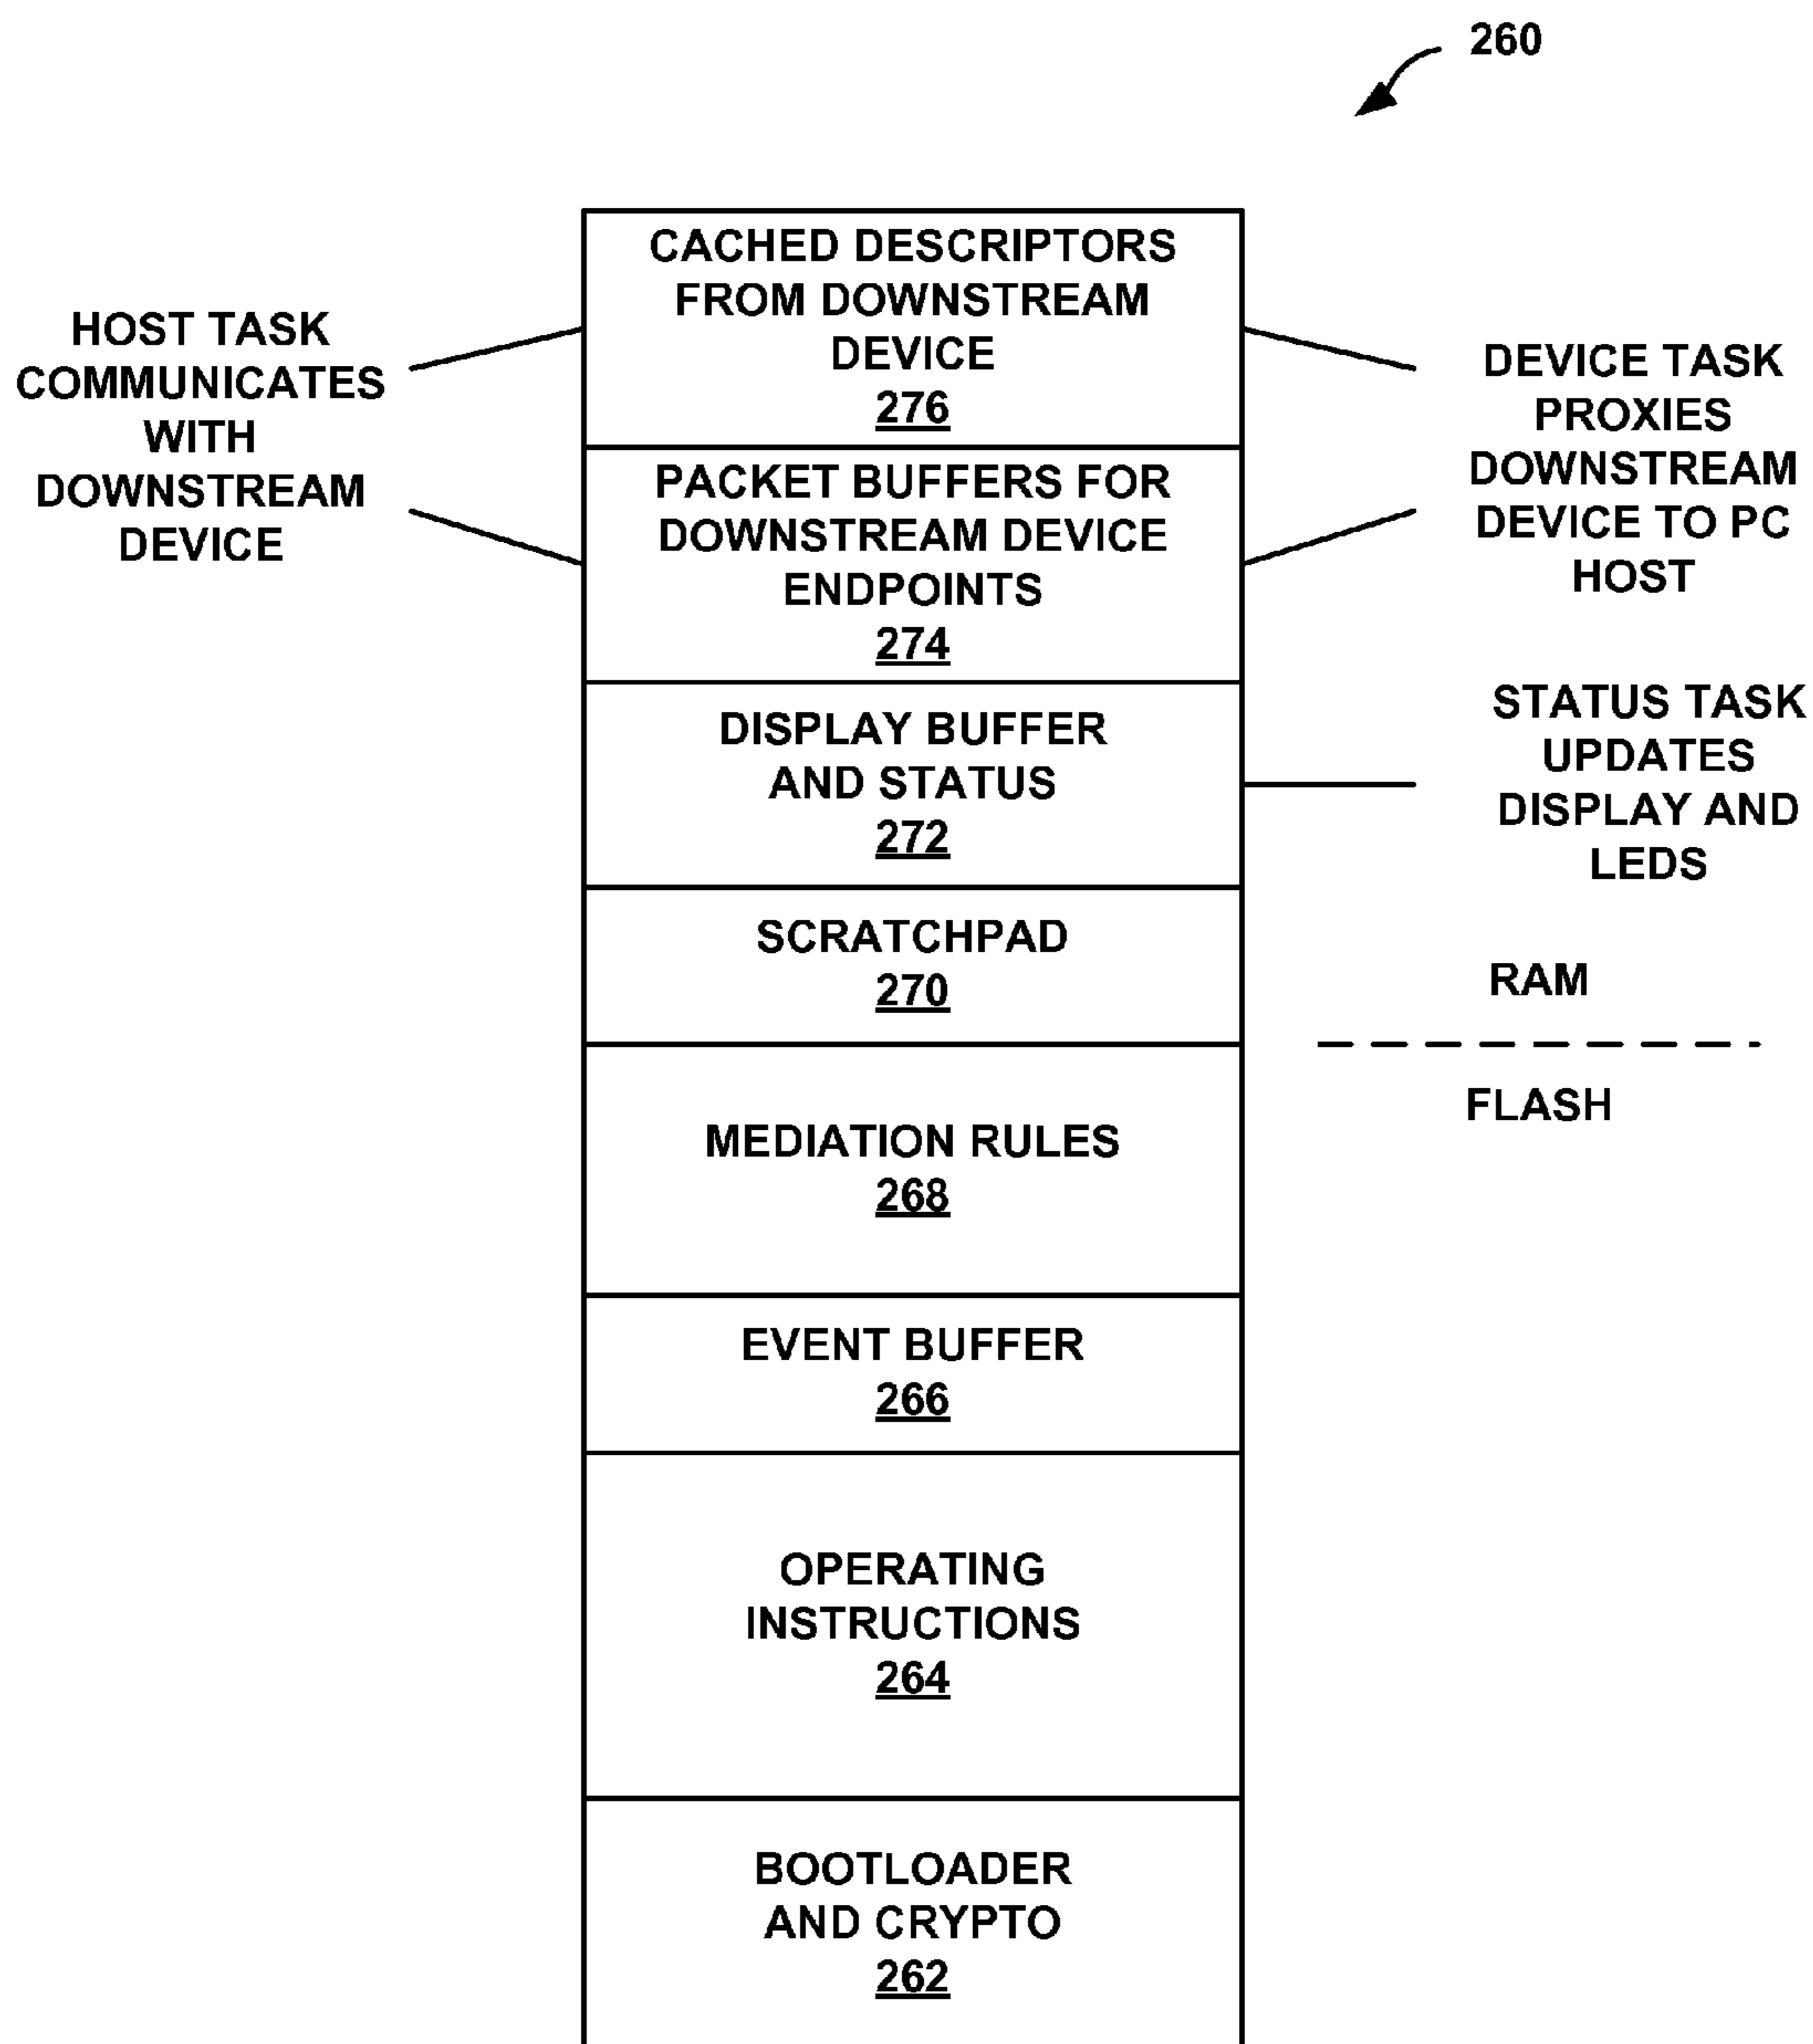 260
CACHED DESCRIPTORS
FROM DOWNSTREAM
DEVICE
276
HOST TASK
COMMUNICATES
WITH
DOWNSTREAM
DEVICE
DEVICE TASK
PROXIES
DOWNSTREAM
DEVICE TO PC
HOST
PACKET BUFFERS FOR
DOWNSTREAM DEVICE
ENDPOINTS
274
DISPLAY BUFFER
AND STATUS
272
STATUS TASK
UPDATES
DISPLAY AND
LEDS
SCRATCHPAD
270
RAM
FLASH
MEDIATION RULES
268
EVENT BUFFER
266
OPERATING
INSTRUCTIONS
264
BOOTLOADER
AND CRYPTO
262